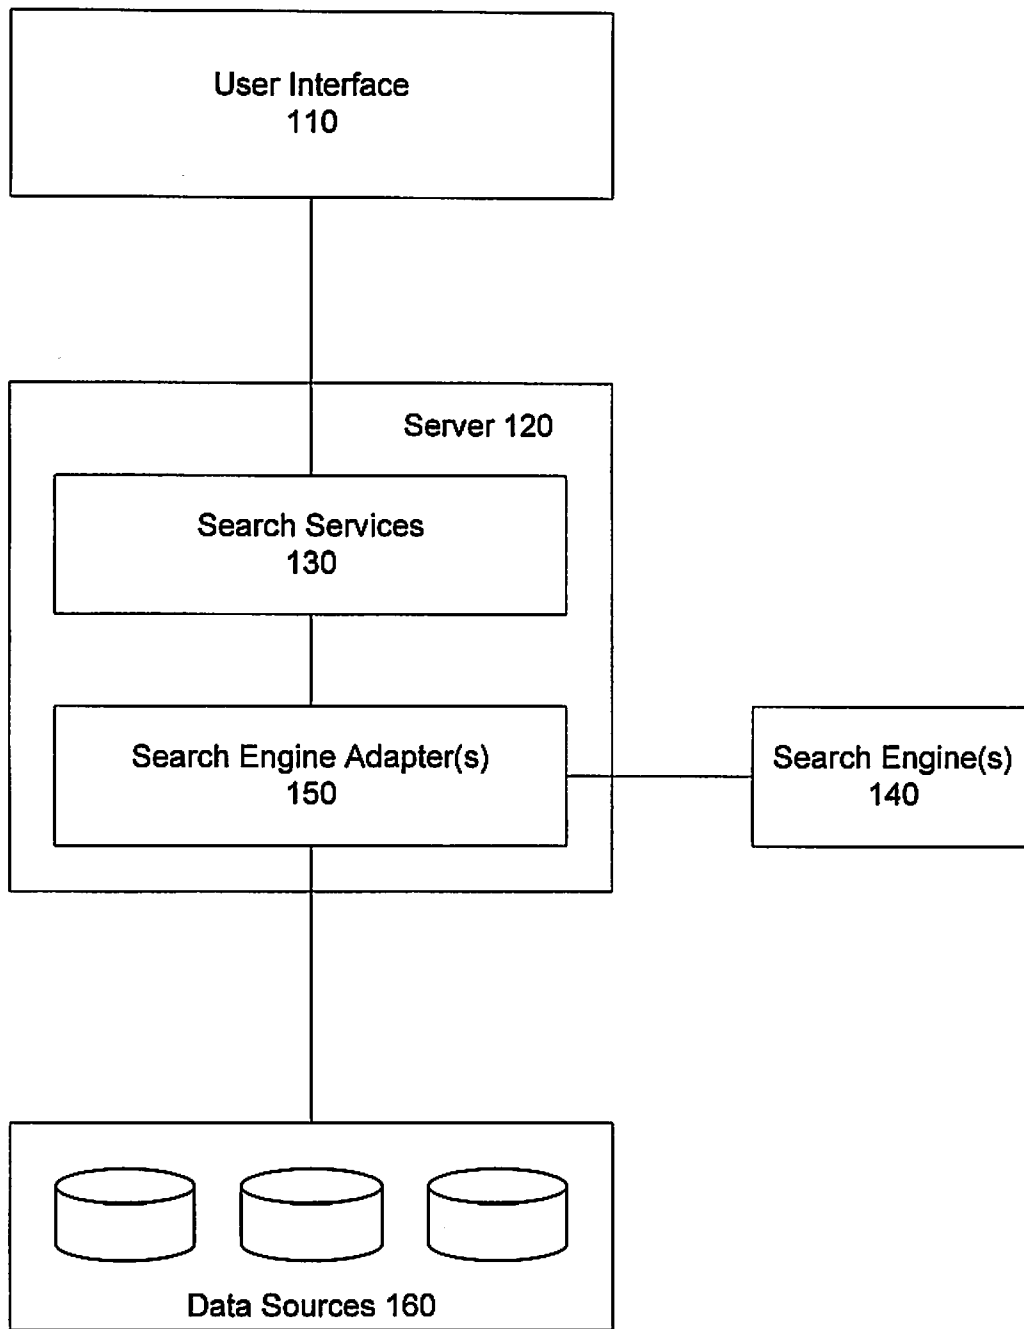 User Interface
110
Server 120
Search Services
130
Search Engine Adapter(s)
150
Search Engine(s)
140
Data Sources 160